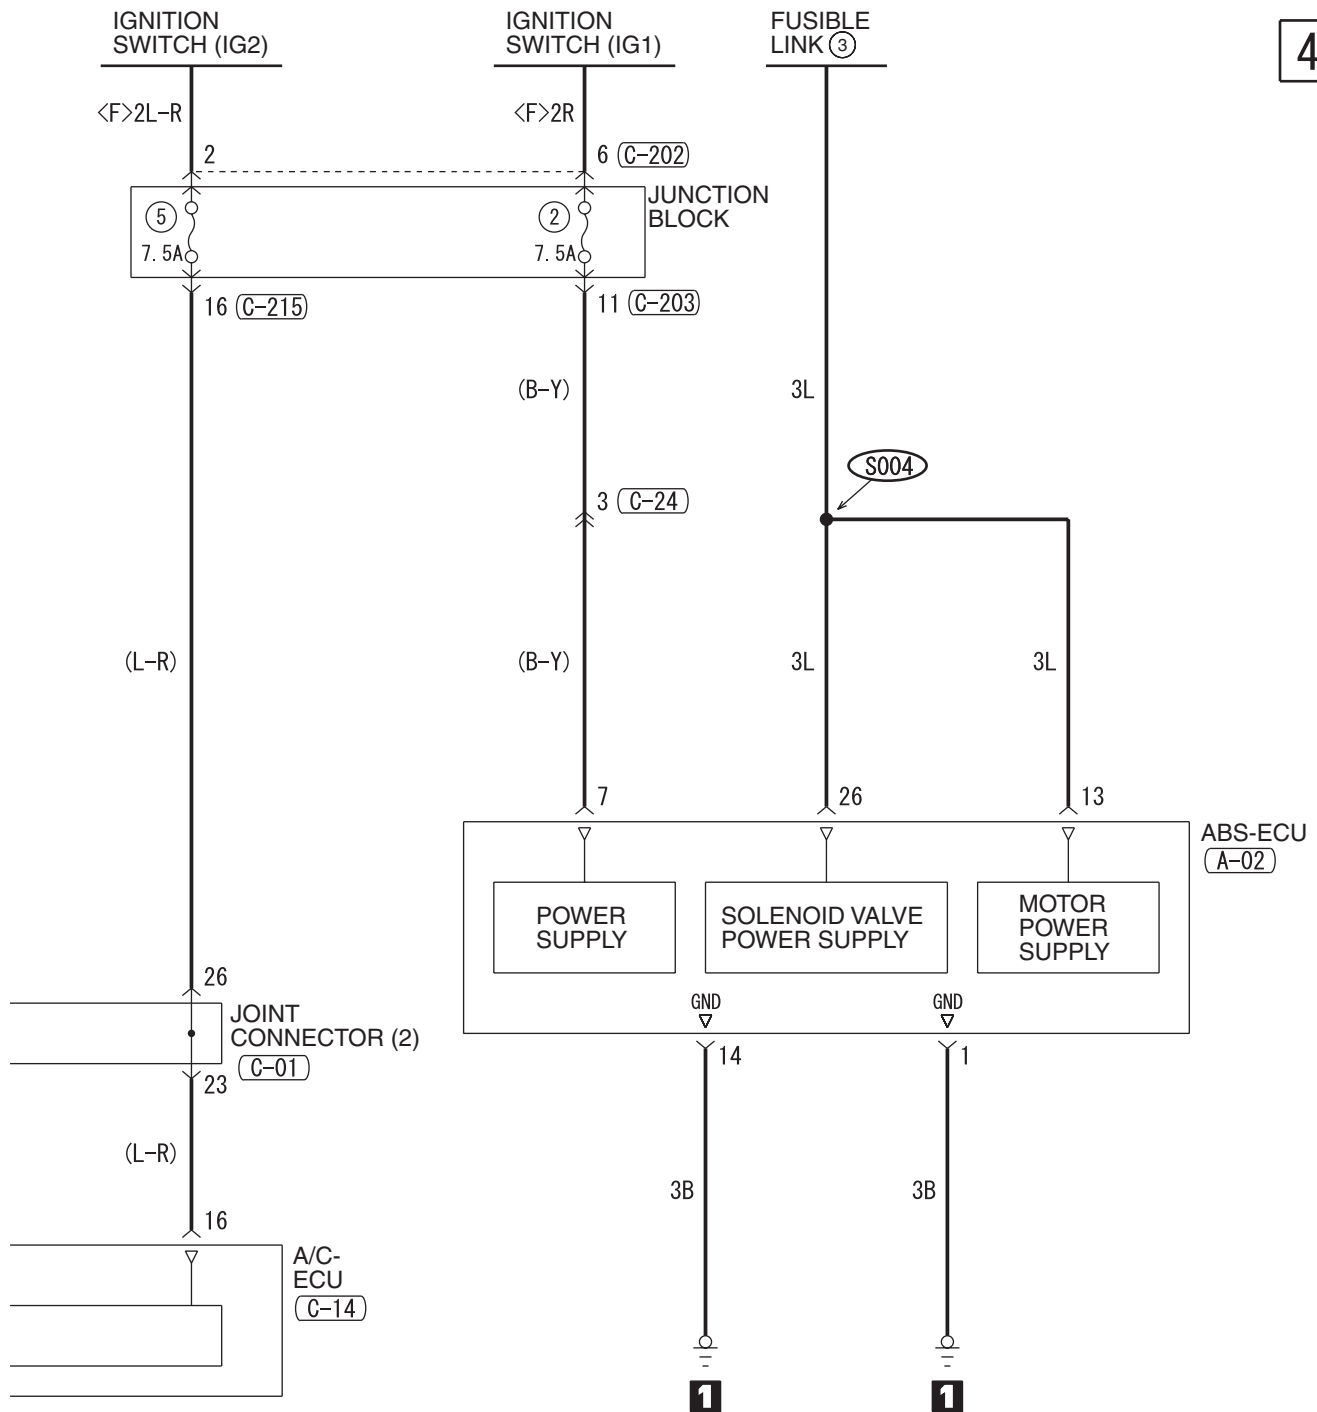 IGNITION
SWITCH (IG2)
IGNITION
SWITCH (IG1)
FUSIBLE
LINK ③
4
<F>2L-R
<F>2R
2
6 C-202
JUNCTION
BLOCK
⑤
7.5A
②
7.5A
16 C-215
11 C-203
(B-Y)
3L
S004
3 C-24
(L-R)
(B-Y)
3L
3L
7
26
13
ABS-ECU
A-02
POWER
SUPPLY
SOLENOID VALVE
POWER SUPPLY
MOTOR
POWER
SUPPLY
26
GND
GND
JOINT
CONNECTOR (2)
C-01
23
14
1
(L-R)
3B
3B
16
A/C-
ECU
C-14
1
1